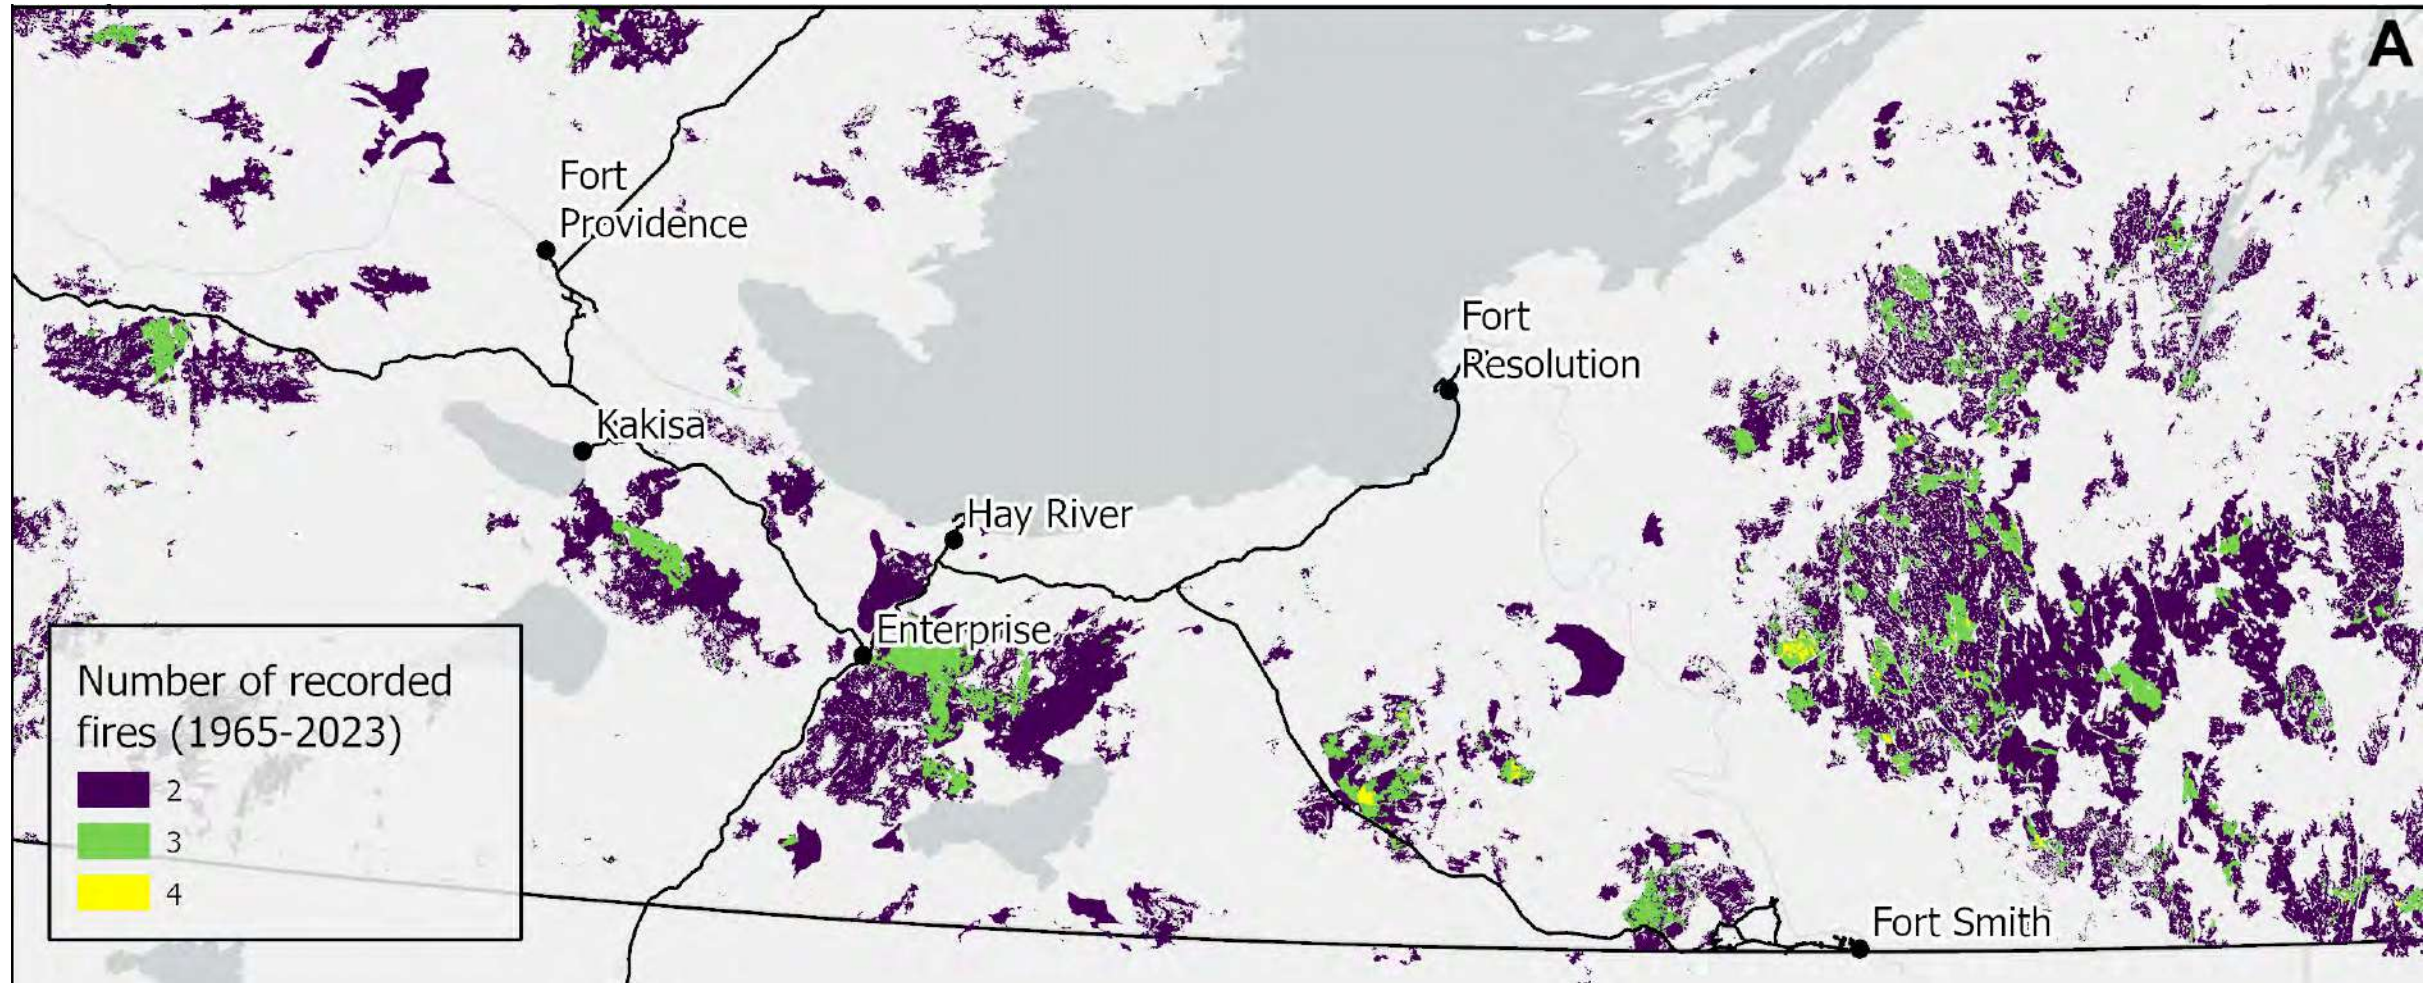 A
Fort
Providence
Fort
Resolution
Kakisa
Hay River
Enterprise
Number of recorded
fires (1965-2023)
2
3
4
Fort Smith